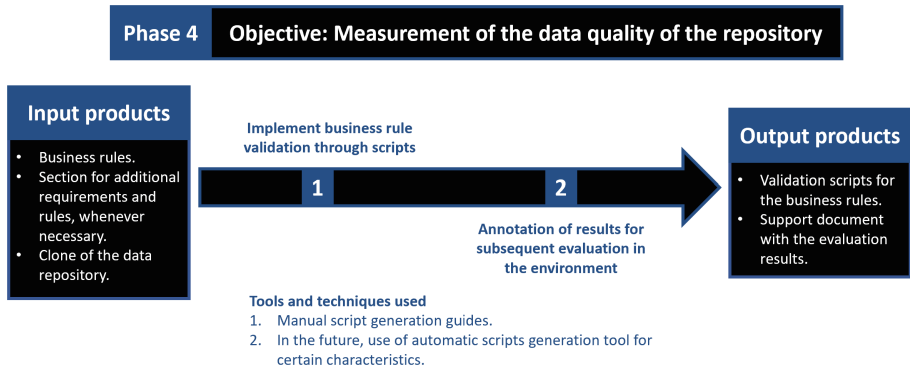 Phase 4
Objective: Measurement of the data quality of the repository
Input products
• Business rules.
• Section for additional
requirements and
rules, whenever
necessary.
• Clone of the data
repository.
Implement business rule
validation through scripts
1
2
Annotation of results for
subsequent evaluation in
the environment
Output products
• Validation scripts for
the business rules.
• Support document
with the evaluation
results.
Tools and techniques used
1. Manual script generation guides.
2. In the future, use of automatic scripts generation tool for
certain characteristics.